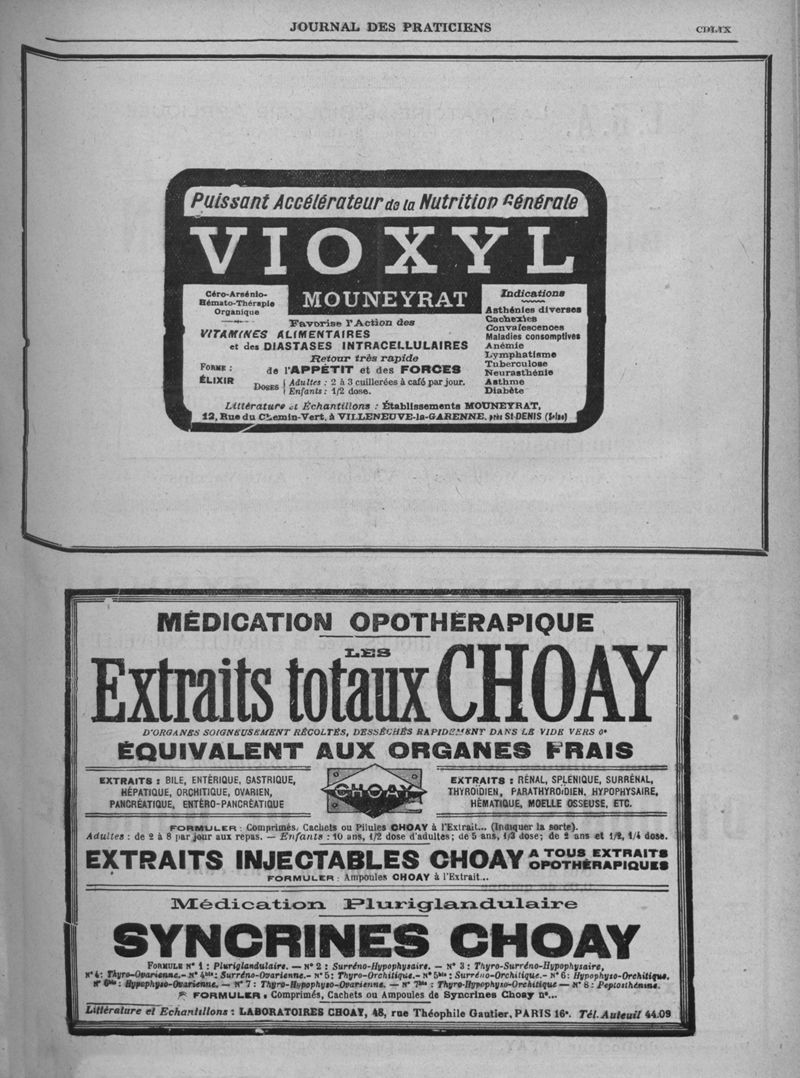 JOURNAL DES PRATICIENS
Puissant Accélérateur de la Nutrition Générale
VIOXYL
MOUNEYRAT
Céro-Arsénio-
Hémato-Thérapie
Organique
Favorise l'Action des
VITAMINES ALIMENTAIRES
et des DIASTASES INTRACELLULAIRES
Retour très rapide
de l'APPÉTIT et des FORCES
FORME :
ÉLIXIR
DOSES
Adultes : 2 à 3 cuillerées à café par jour.
Enfants : 1/2 dose.
Indications
Asthénies diverses
Cachexies
Convalescences
Maladies consomptives
Anémie
Lymphatisme
Tuberculose
Neurasthénie
Asthme
Diabète
Littérature et Échantillons : Établissements MOUNEYRAT,
12, Rue du Chemin-Vert, à VILLENEUVE-la-GARENNE, près St-DENIS (Seine)
MÉDICATION OPOTHÉRAPIQUE
LES
Extraits totaux CHOAY
D'ORGANES SOIGNEUSEMENT RÉCOLTÉS, DESSÉCHÉS RAPIDEMENT DANS LE VIDE VERS 0°
ÉQUIVALENT AUX ORGANES FRAIS
EXTRAITS : BILE, ENTÉRIQUE, GASTRIQUE,
HÉPATIQUE, ORCHITIQUE, OVARIEN,
PANCRÉATIQUE, ENTÉRO-PANCRÉATIQUE
CHOAY
EXTRAITS : RÉNAL, SPLÉNIQUE, SURRÉNAL,
THYROÏDIEN, PARATHYROÏDIEN, HYPOPHYSAIRE,
HÉMATIQUE, MOELLE OSSEUSE, ETC.
FORMULER : Comprimés, Cachets ou Pilules CHOAY à l'Extrait... (Indiquer la sorte).
Adultes : de 2 à 8 par jour aux repas. — Enfants : 10 ans, 1/2 dose d'adultes; de 5 ans, 1/3 dose; de 2 ans et 1/2, 1/4 dose.
EXTRAITS INJECTABLES CHOAY A TOUS EXTRAITS OPOTHÉRAPIQUES
FORMULER : Ampoules CHOAY à l'Extrait...
Médication Pluriglandulaire
SYNCRINES CHOAY
FORMULE N° 1 : Pluriglandulaire. — N° 2 : Surréno-Hypophysaire. — N° 3 : Thyro-Surréno-Hypophysaire,
N° 4 : Thyro-Ovarienne.- N° 4bis : Surréno-Ovarienne.- N° 5 : Thyro-Orchitique.- N° 5bis : Surréno-Orchitique.- N° 6 : Hypophyso-Orchitique.
N° 6bis : Hypophyso-Ovarienne. — N° 7 : Thyro-Hypophyso-Ovarienne. — N° 7bis : Thyro-Hypophyso-Orchitique — N° 8 : Peptosthénine.
FORMULER : Comprimés, Cachets ou Ampoules de Syncrines Choay n°...
Littérature et Echantillons : LABORATOIRES CHOAY, 48, rue Théophile Gautier, PARIS 16°. Tél. Auteuil 44.09